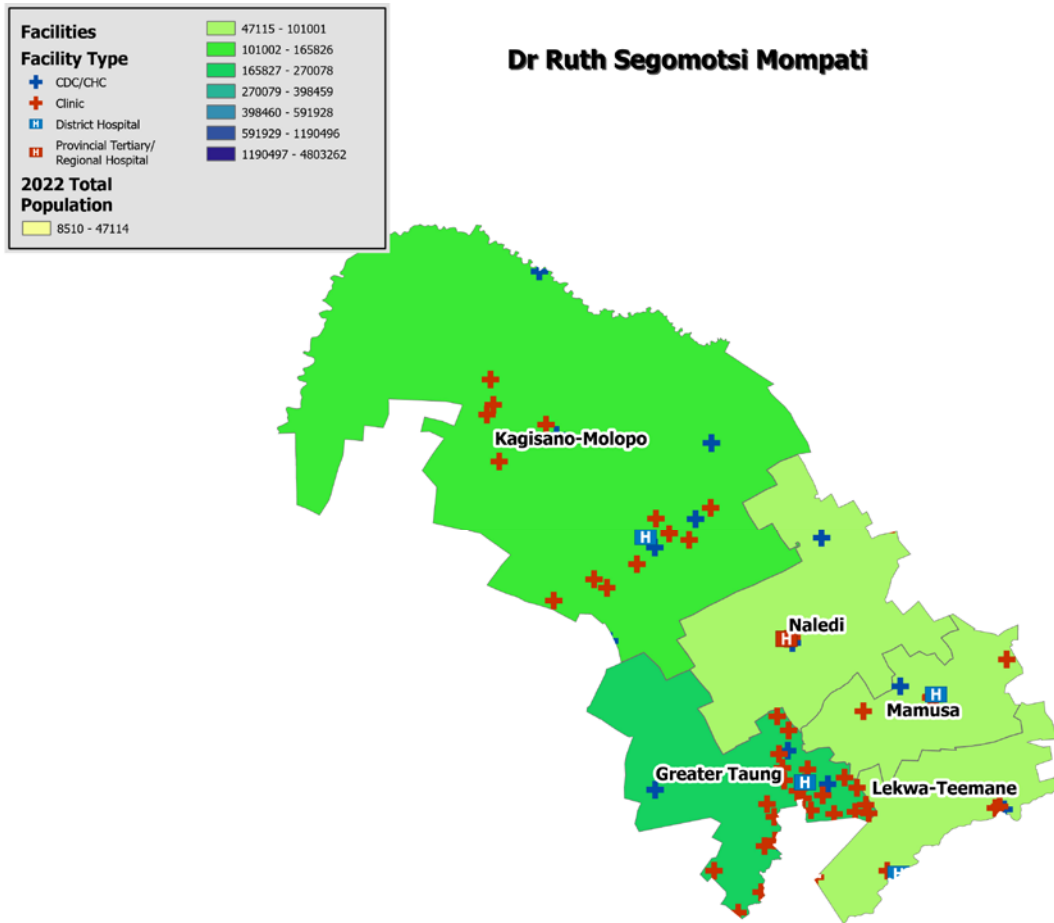 Facilities
Facility Type
CDC/CHC
Clinic
H District Hospital
H Provincial Tertiary/
Regional Hospital
2022 Total
Population
8510 - 47114
47115 - 101001
101002 - 165826
165827 - 270078
270079 - 398459
398460 - 591928
591929 - 1190496
1190497 - 4803262
Dr Ruth Segomotsi Mompati
Kagisano-Molopo
H
Naledi
H
H
Mamusa
Greater Taung
H
Lekwa-Teemane
H